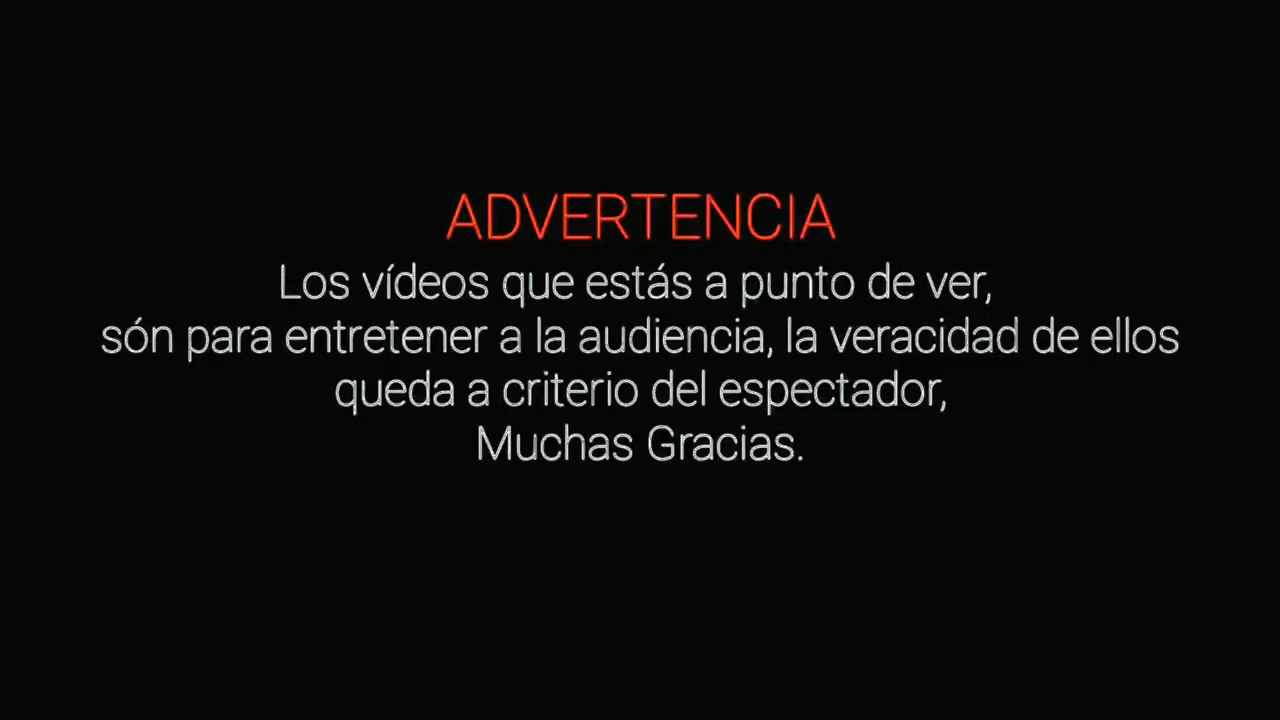 ADVERTENCIA
Los vídeos que estás a punto de ver,
són para entretener a la audiencia, la veracidad de ellos
queda a criterio del espectador,
Muchas Gracias.